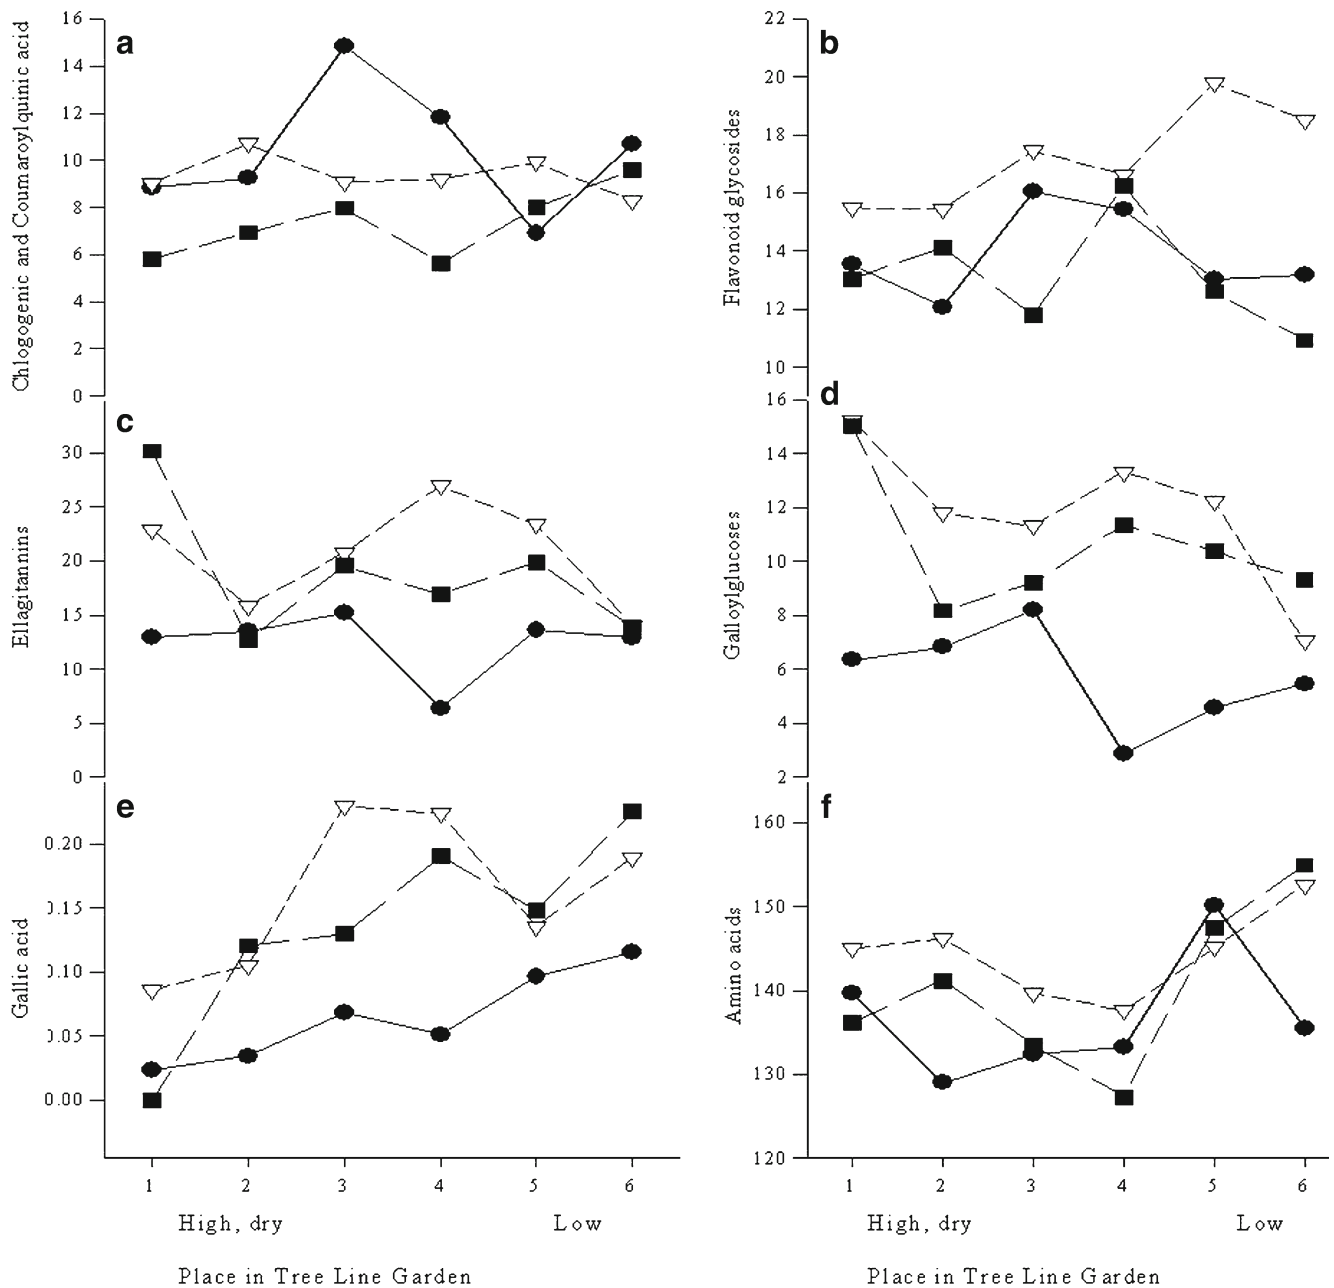 a
Chlogogenic and Coumaroylquinic acid
16
14
12
10
8
6
4
2
0
b
Flavonoid glycosides
22
20
18
16
14
12
10
c
Ellagitannins
30
25
20
15
10
5
0
d
Galloylglucoses
16
14
12
10
8
6
4
2
e
Gallic acid
0.20
0.15
0.10
0.05
0.00
1 2 3 4 5 6
High, dry Low
Place in Tree Line Garden
f
Amino acids
160
150
140
130
120
1 2 3 4 5 6
High, dry Low
Place in Tree Line Garden